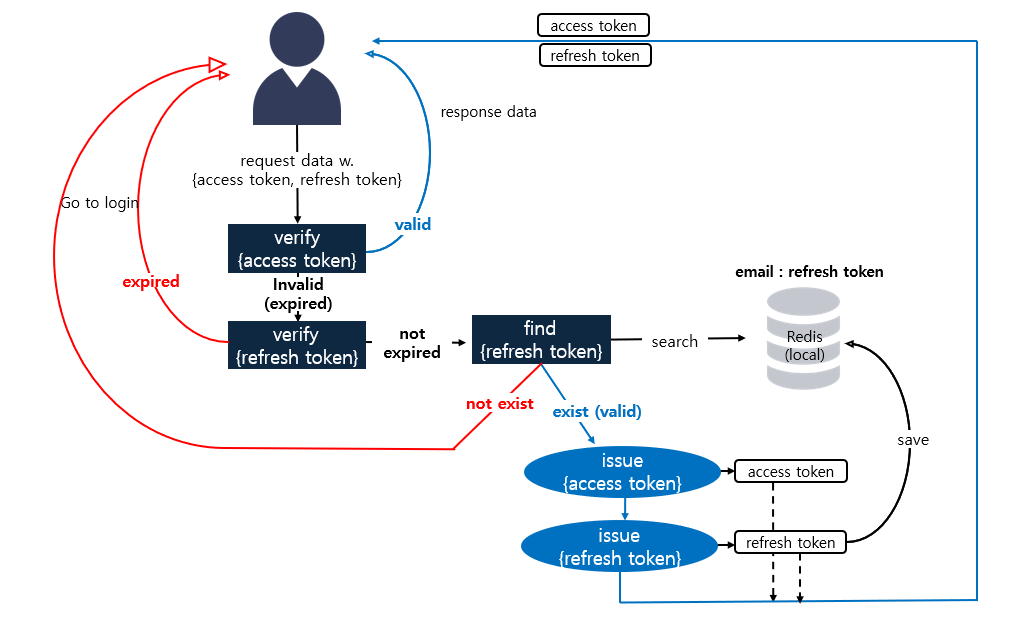 access token
refresh token
response data
request data w.
{access token, refresh token}
Go to login
valid
verify
{access token}
expired
Invalid
(expired)
email : refresh token
verify
{refresh token}
not
expired
find
{refresh token}
search
Redis
(local)
not exist
exist (valid)
save
issue
{access token}
access token
issue
{refresh token}
refresh token